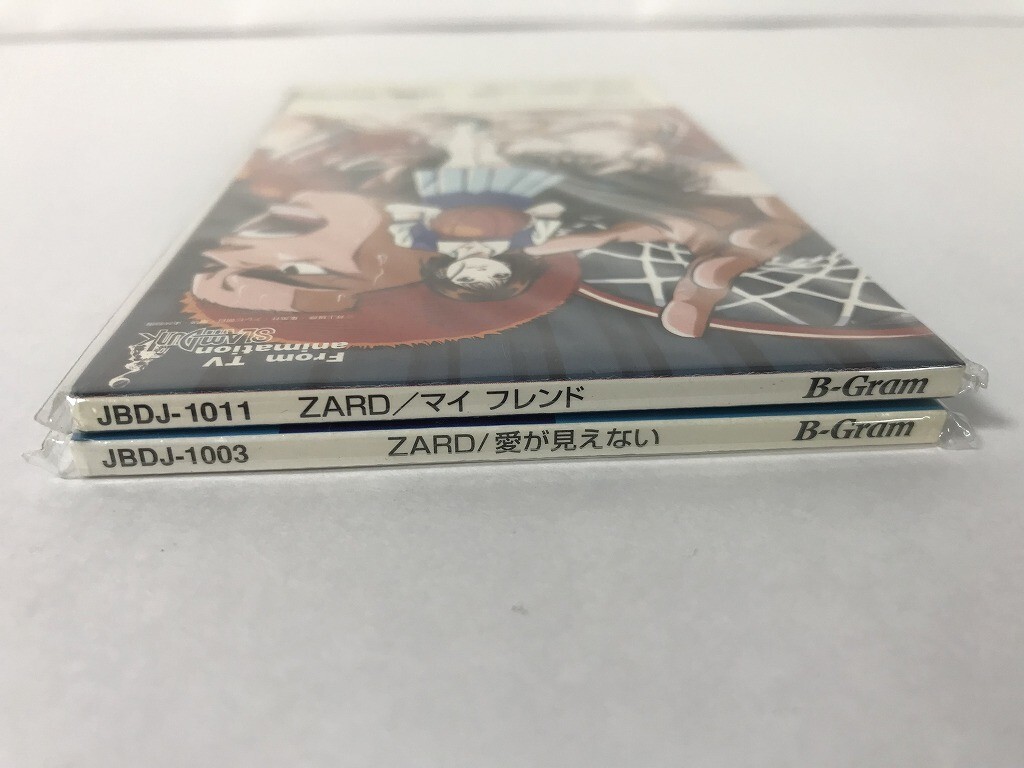 From TV
animation
SLAM DUNK
JBDJ-1011 ZARD/マイ フレンド B-Gram
JBDJ-1003 ZARD/愛が見えない B-Gram